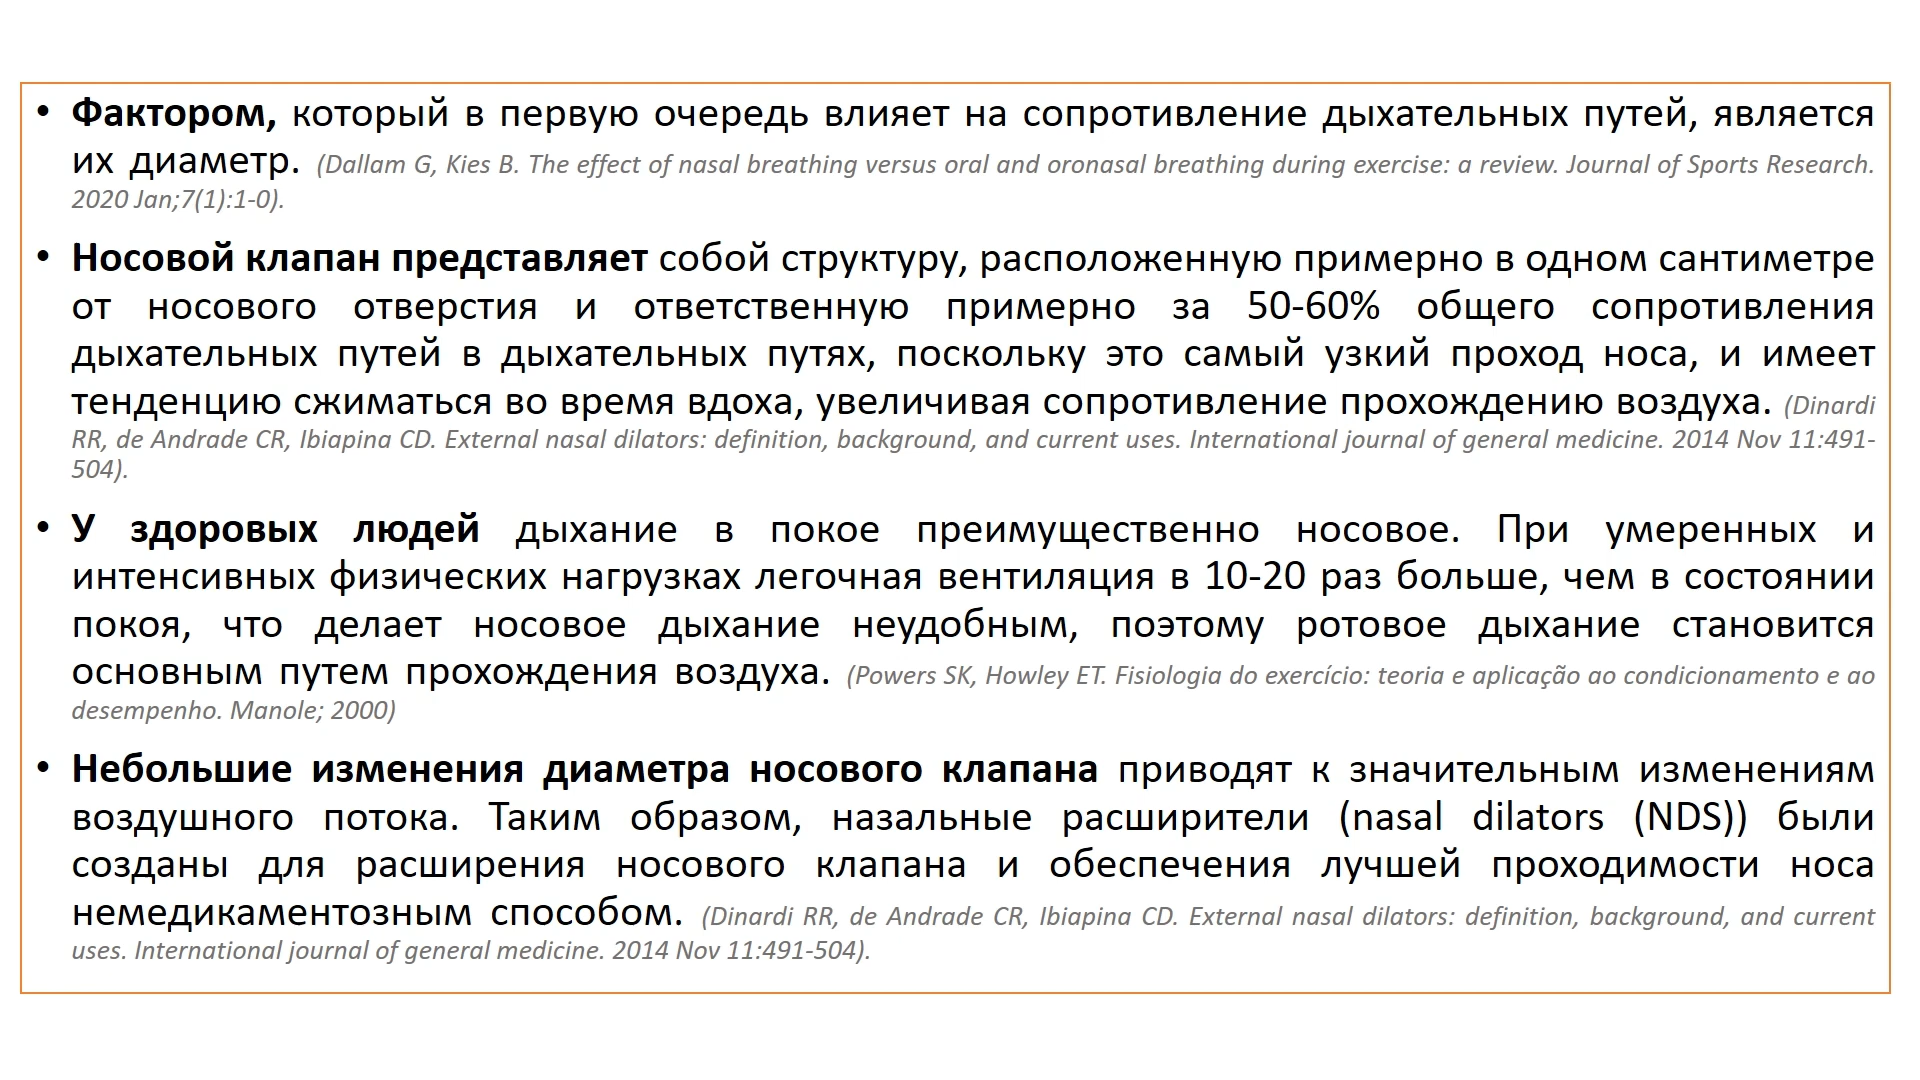 • Фактором, который в первую очередь влияет на сопротивление дыхательных путей, является
их диаметр. (Dallam G, Kies B. The effect of nasal breathing versus oral and oronasal breathing during exercise: a review. Journal of Sports Research.
2020 Jan;7(1):1-0).
• Носовой клапан представляет собой структуру, расположенную примерно в одном сантиметре
от носового отверстия и ответственную примерно за 50-60% общего сопротивления
дыхательных путей в дыхательных путях, поскольку это самый узкий проход носа, и имеет
тенденцию сжиматься во время вдоха, увеличивая сопротивление прохождению воздуха. (Dinardi
RR, de Andrade CR, Ibiapina CD. External nasal dilators: definition, background, and current uses. International journal of general medicine. 2014 Nov 11:491-
504).
• У здоровых людей дыхание в покое преимущественно носовое. При умеренных и
интенсивных физических нагрузках легочная вентиляция в 10-20 раз больше, чем в состоянии
покоя, что делает носовое дыхание неудобным, поэтому ротовое дыхание становится
основным путем прохождения воздуха. (Powers SK, Howley ET. Fisiologia do exercício: teoria e aplicação ao condicionamento e ao
desempenho. Manole; 2000)
• Небольшие изменения диаметра носового клапана приводят к значительным изменениям
воздушного потока. Таким образом, назальные расширители (nasal dilators (NDS)) были
созданы для расширения носового клапана и обеспечения лучшей проходимости носа
немедикаментозным способом. (Dinardi RR, de Andrade CR, Ibiapina CD. External nasal dilators: definition, background, and current
uses. International journal of general medicine. 2014 Nov 11:491-504).